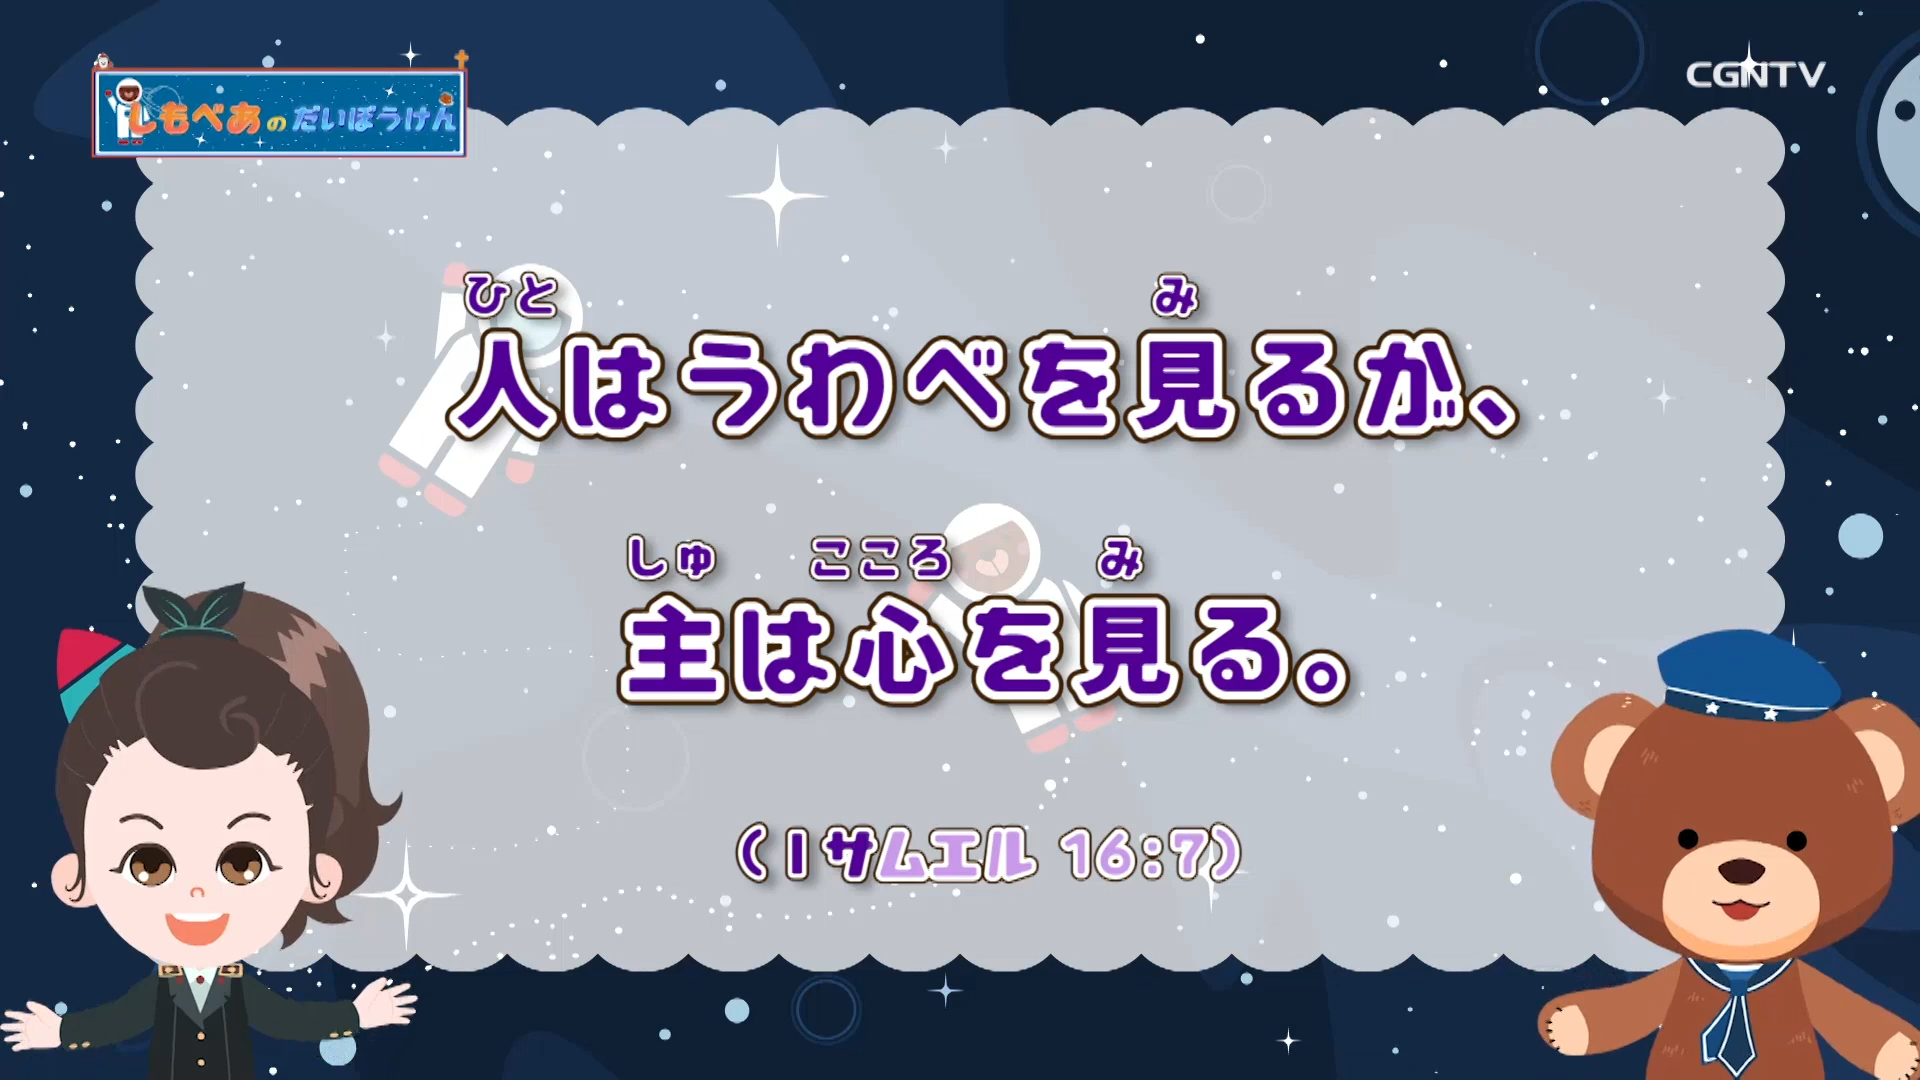 しもべあのだいぼうけん
CGNTV
ひと み
人はうわべを見るが、
しゅ こころ み
主は心を見る。
(Iサムエル 16:7)